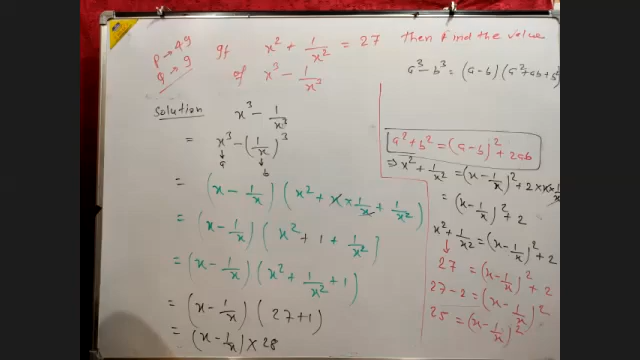 P→49 If x² + 1/x² = 27 then Find the value
Q→9 of x³ − 1/x³
a³−b³ = (a−b)(a²+ab+b²
Solution
x³ − 1/x³
= x³ − (1/x)³
↓a ↓b
= (x − 1/x)(x² + x × 1/x + 1/x²)
= (x − 1/x)(x² + 1 + 1/x²)
= (x − 1/x)(x² + 1/x² + 1)
= (x − 1/x)(27+1)
= (x − 1/x) × 28
a²+b² = (a−b)² + 2ab
⇒ x² + 1/x² = (x − 1/x)² + 2×x×1/x
= (x − 1/x)² + 2
x² + 1/x² = (x − 1/x)² + 2
↓
27 = (x − 1/x)² + 2
27 − 2 = (x − 1/x)²
25 = (x − 1/x)²